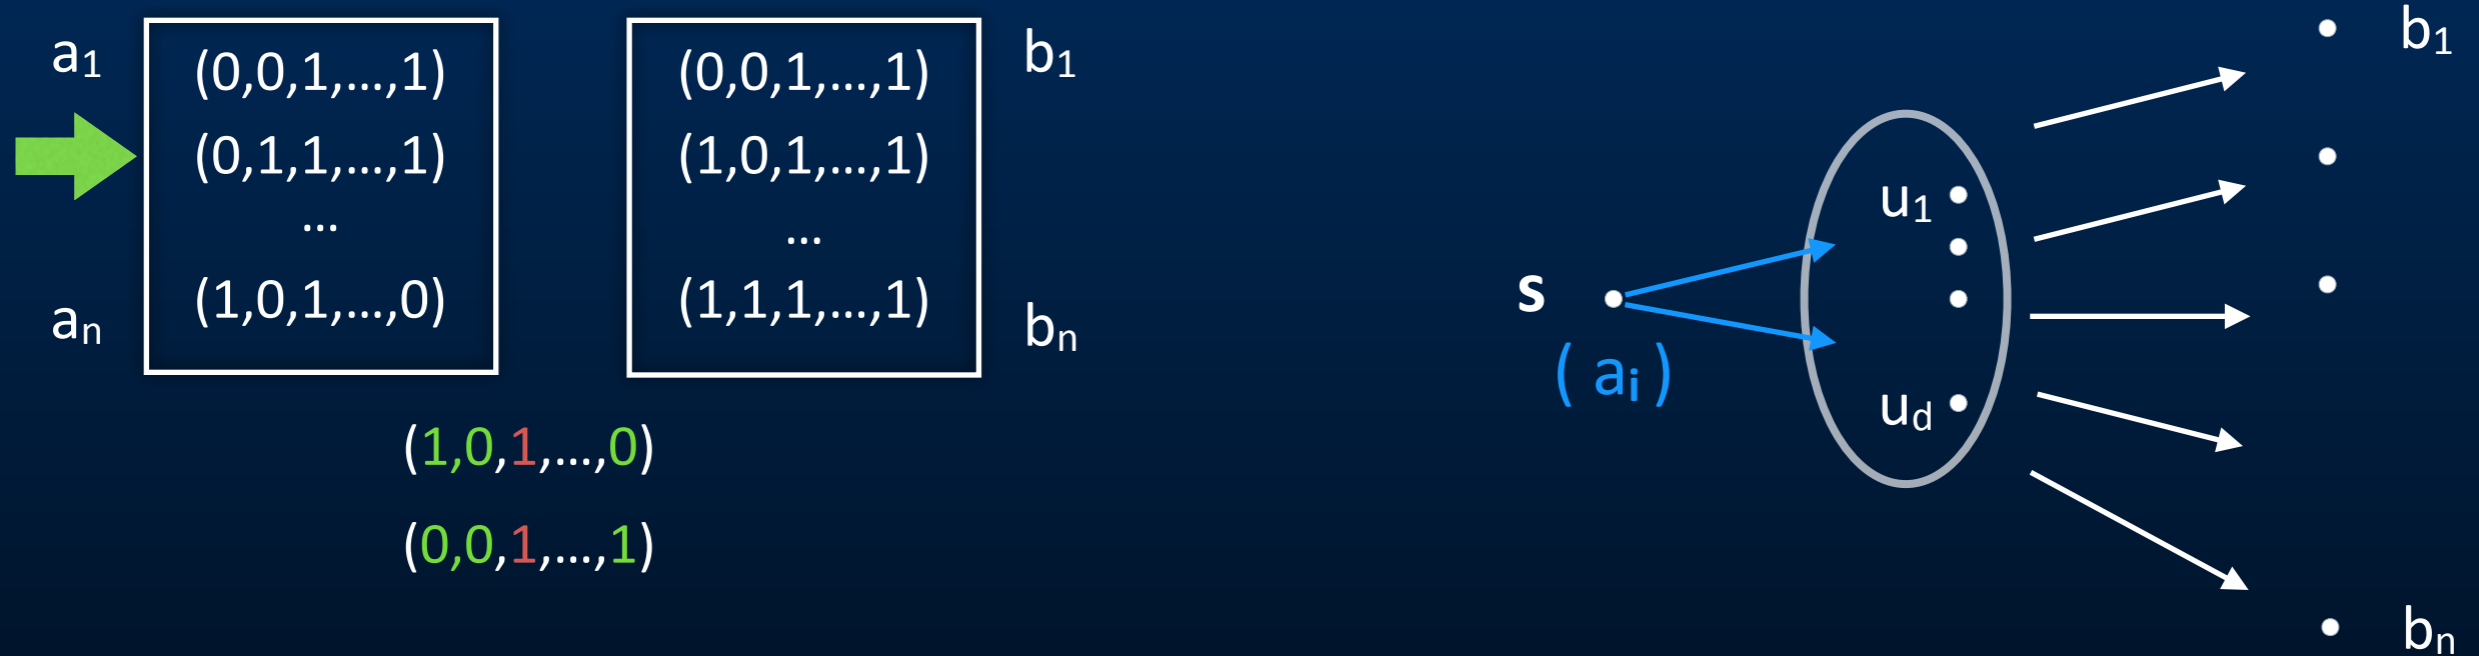 a₁
(0,0,1,...,1)
(0,1,1,...,1)
...
(1,0,1,...,0)
aₙ
(0,0,1,...,1)
(1,0,1,...,1)
...
(1,1,1,...,1)
b₁
bₙ
(1,0,1,...,0)
(0,0,1,...,1)
s
( aᵢ )
u₁
u_d
b₁
bₙ